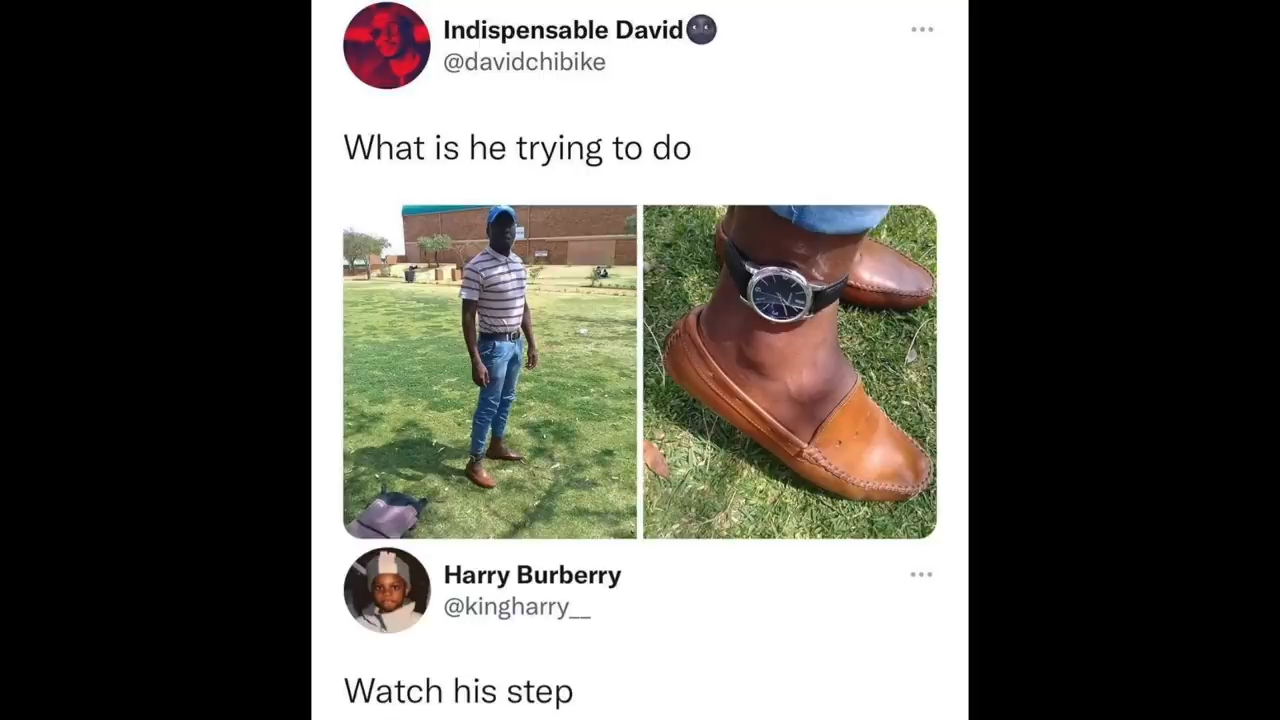 Indispensable David🌚
@davidchibike
What is he trying to do
Harry Burberry
@kingharry__
Watch his step